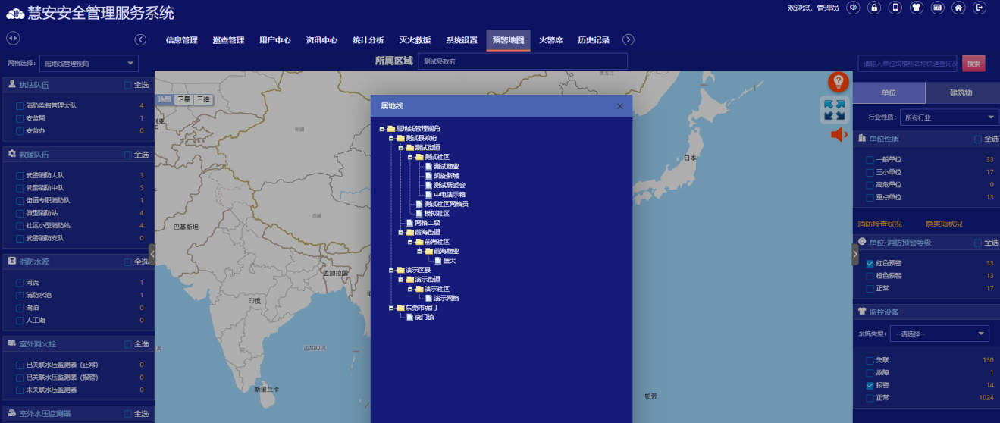 慧安安全管理服务系统
欢迎您，管理员
信息管理 巡查管理 用户中心 资讯中心 统计分析 灭火救援 系统设置 预警地图 火警席 历史记录
网格选择： 属地线管理视角
所属区域 测试县政府
搜索
执法队伍 全选
消防监督管理大队 4
安监局 1
安监办 0
救援队伍 全选
武警消防大队 3
武警消防中队 5
街道专职消防队 1
微型消防站 4
社区小型消防站 4
武警消防支队 0
消防水源 全选
河流 1
消防水池 1
湖泊 0
人工湖 0
室外消火栓 全选
已关联水压监测器（正常） 0
已关联水压监测器（报警） 0
未关联水压监测器 0
室外水压监测器 全选
地图 卫星 三维
新疆
西藏
黑龙江
日本
巴基斯坦
孟加拉国
印度
孟加拉湾
斯里兰卡
帕劳
属地线
属地线管理视角
测试县政府
测试街道
测试社区
测试物业
凯旋新城
测试居委会
中电演示箱
测试社区网格员
模拟社区
网格二级
前海街道
前海社区
前海物业
盛大
演示区县
演示街道
演示社区
演示网格
东莞市虎门
虎门镇
单位 建筑物
行业性质： 所有行业
单位性质 全选
一般单位 33
三小单位 17
高危单位 0
重点单位 13
消防检查状况 隐患项状况
单位-消防预警等级 全选
红色预警 33
橙色预警 13
正常 17
监控设备
系统类型： --请选择--
失联 130
故障 1
报警 14
正常 1024